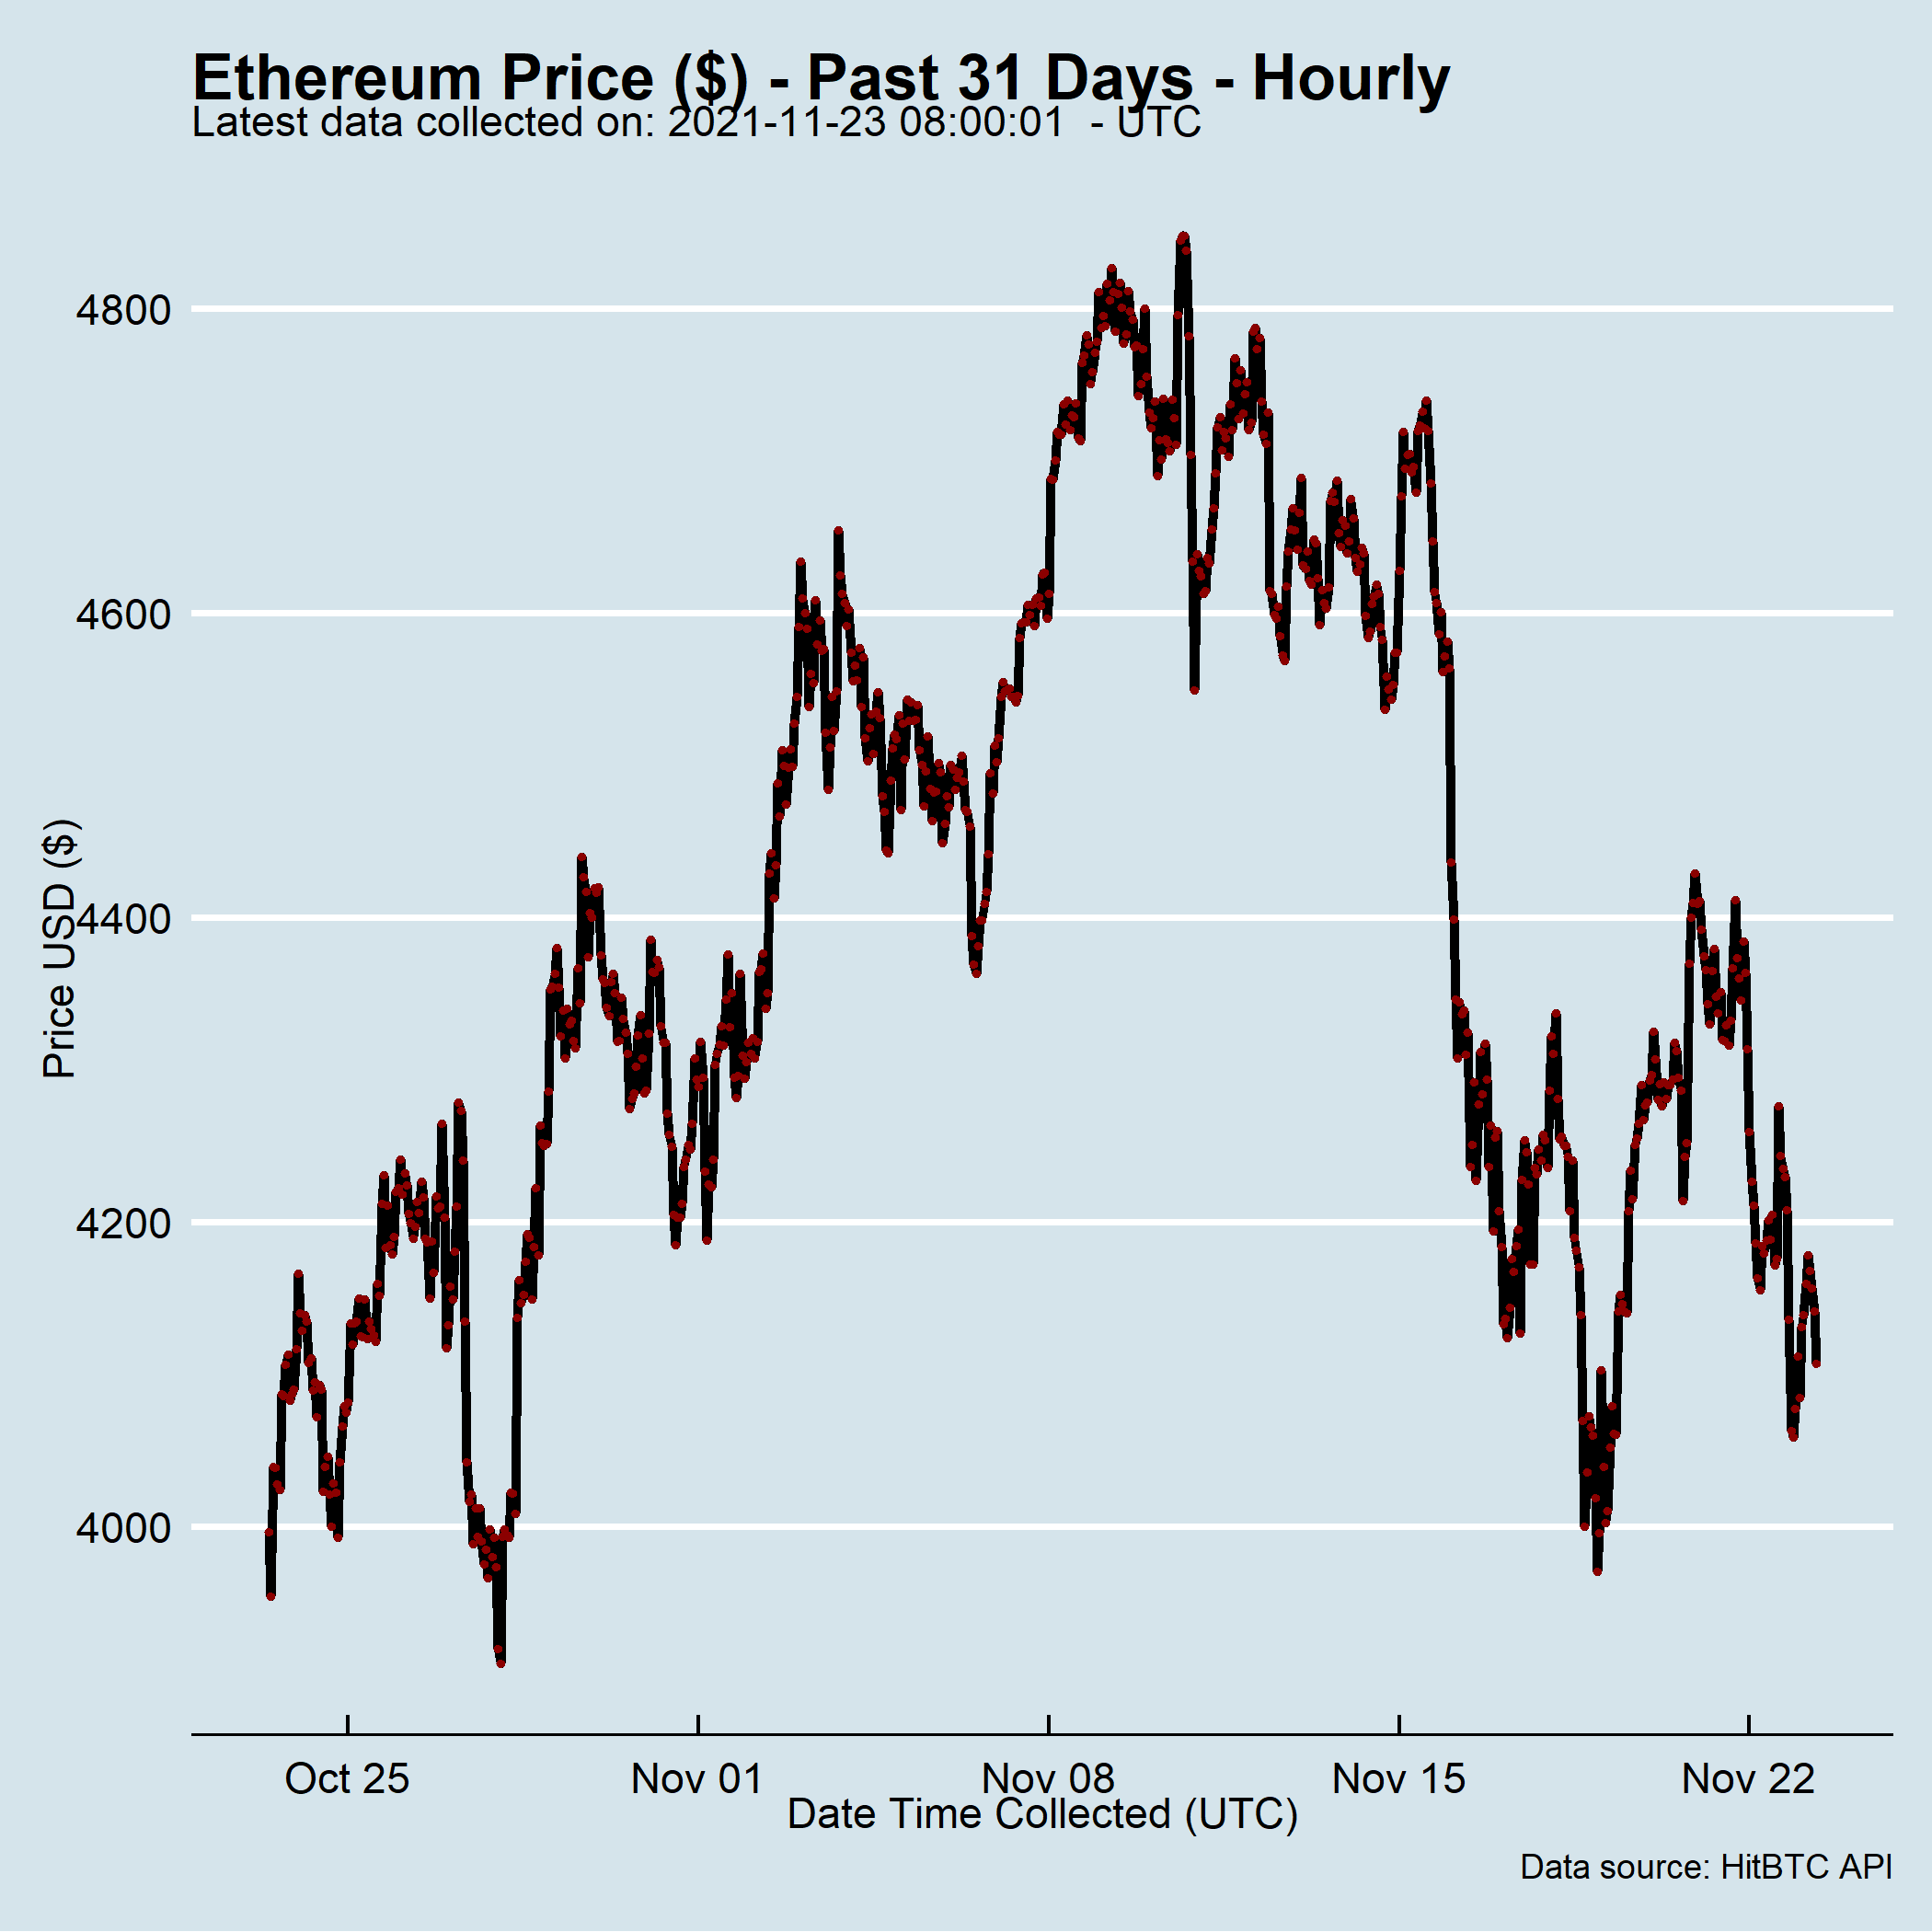 Ethereum Price ($) - Past 31 Days - Hourly
Latest data collected on: 2021-11-23 08:00:01  - UTC
4800
4600
4400
4200
4000
Price USD ($)
Oct 25 Nov 01 Nov 08 Nov 15 Nov 22
Date Time Collected (UTC)
Data source: HitBTC API